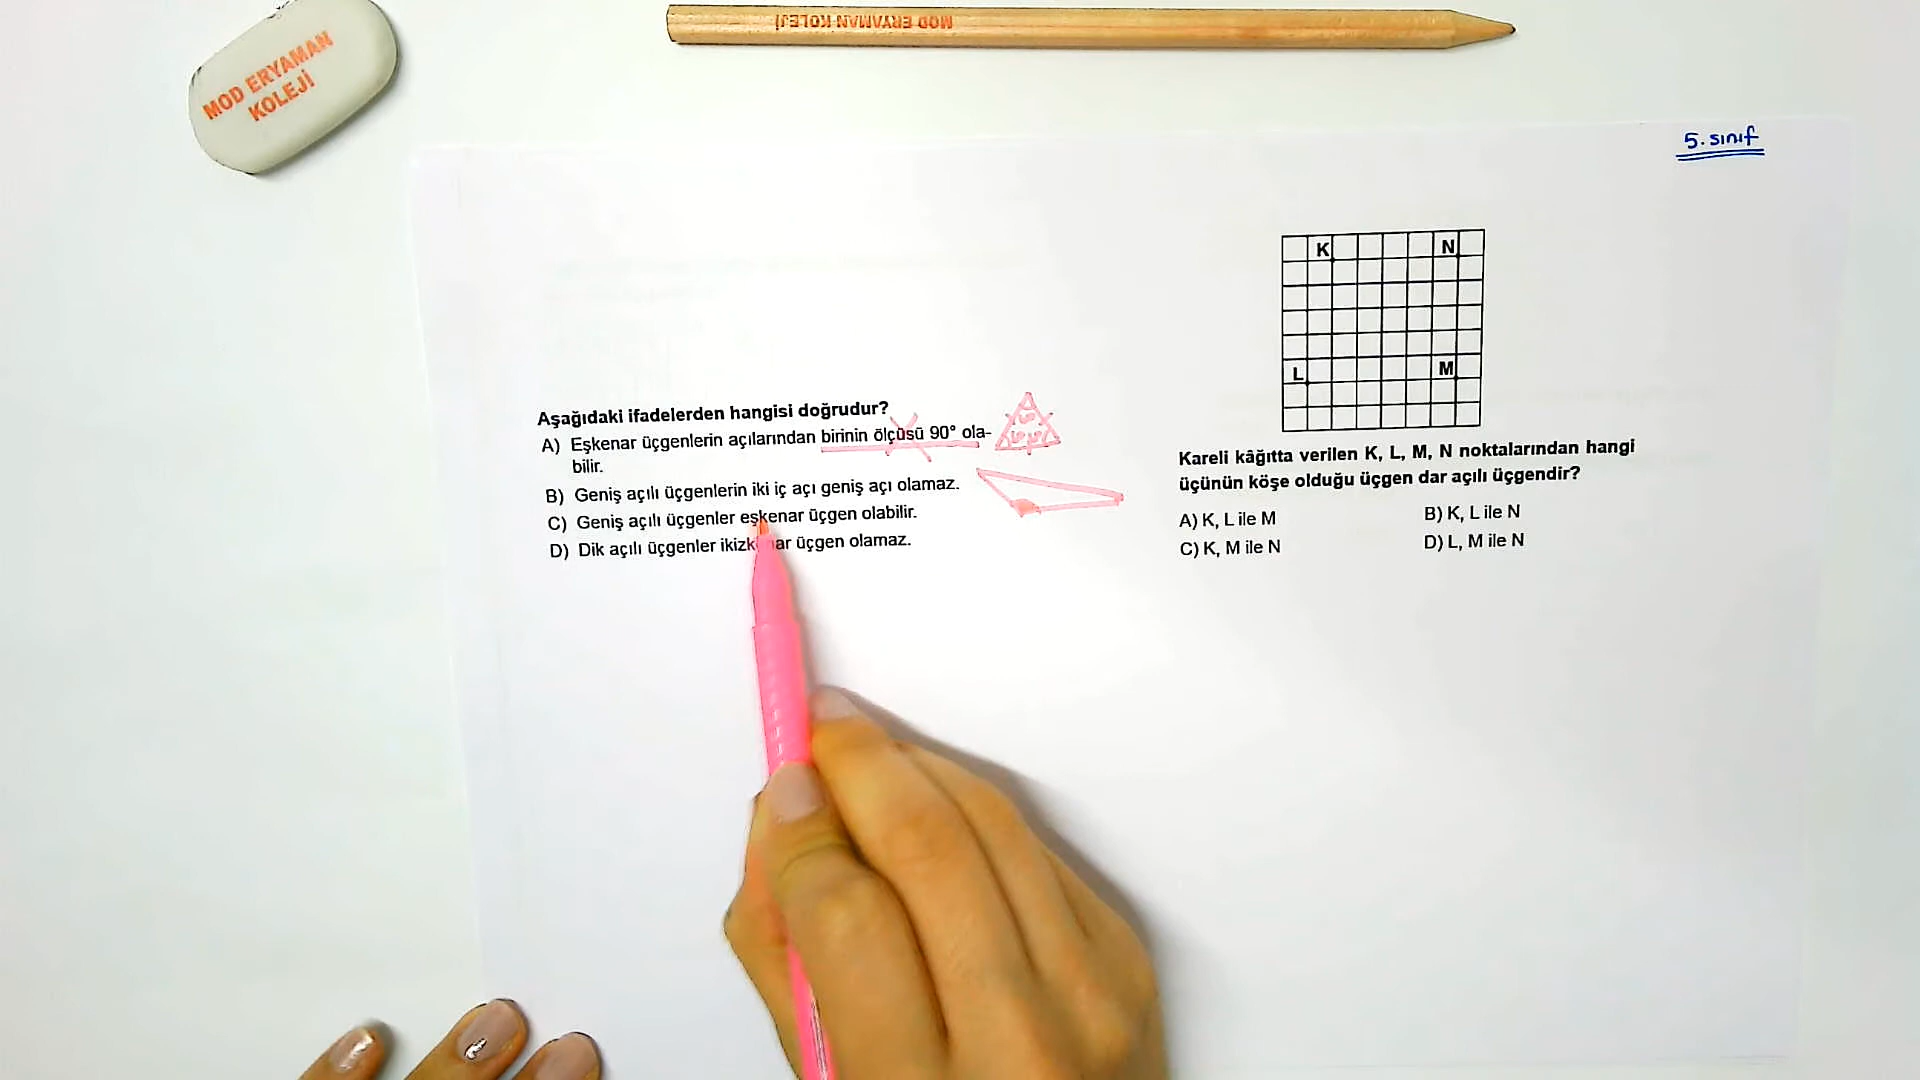 MOD ERYAMAN
KOLEJİ
MOD ERYAMAN KOLEJİ
5. sınıf
Aşağıdaki ifadelerden hangisi doğrudur?
A) Eşkenar üçgenlerin açılarından birinin ölçüsü 90° ola-
bilir.
B) Geniş açılı üçgenlerin iki iç açı geniş açı olamaz.
C) Geniş açılı üçgenler eşkenar üçgen olabilir.
D) Dik açılı üçgenler üçgen olamaz.
K N
L M
Kareli kâğıtta verilen K, L, M, N noktalarından hangi
üçünün köşe olduğu üçgen dar açılı üçgendir?
A) K, L ile M B) K, L ile N
C) K, M ile N D) L, M ile N